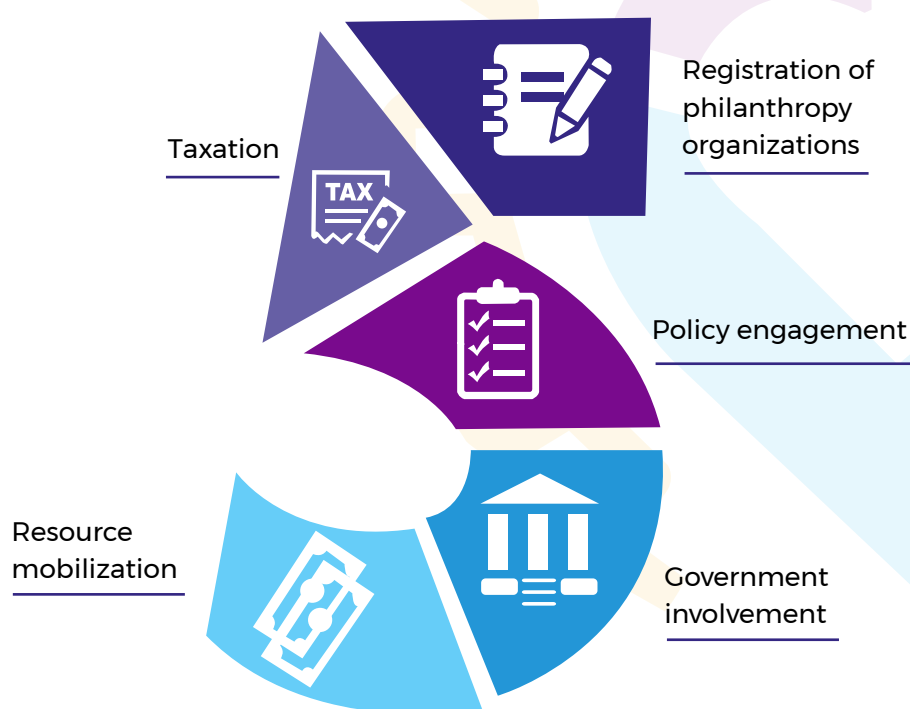 Registration of
philanthropy
organizations
Taxation
TAX
Policy engagement
Resource
mobilization
Government
involvement